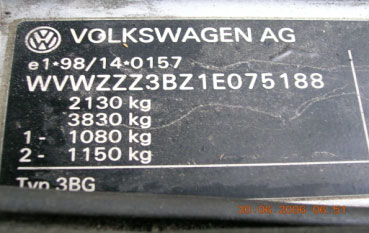 VOLKSWAGEN AG
e1*98/14*0157
WVWZZZ3BZ1E075188
2130 kg
3830 kg
1- 1080 kg
2- 1150 kg
Typ 3BG